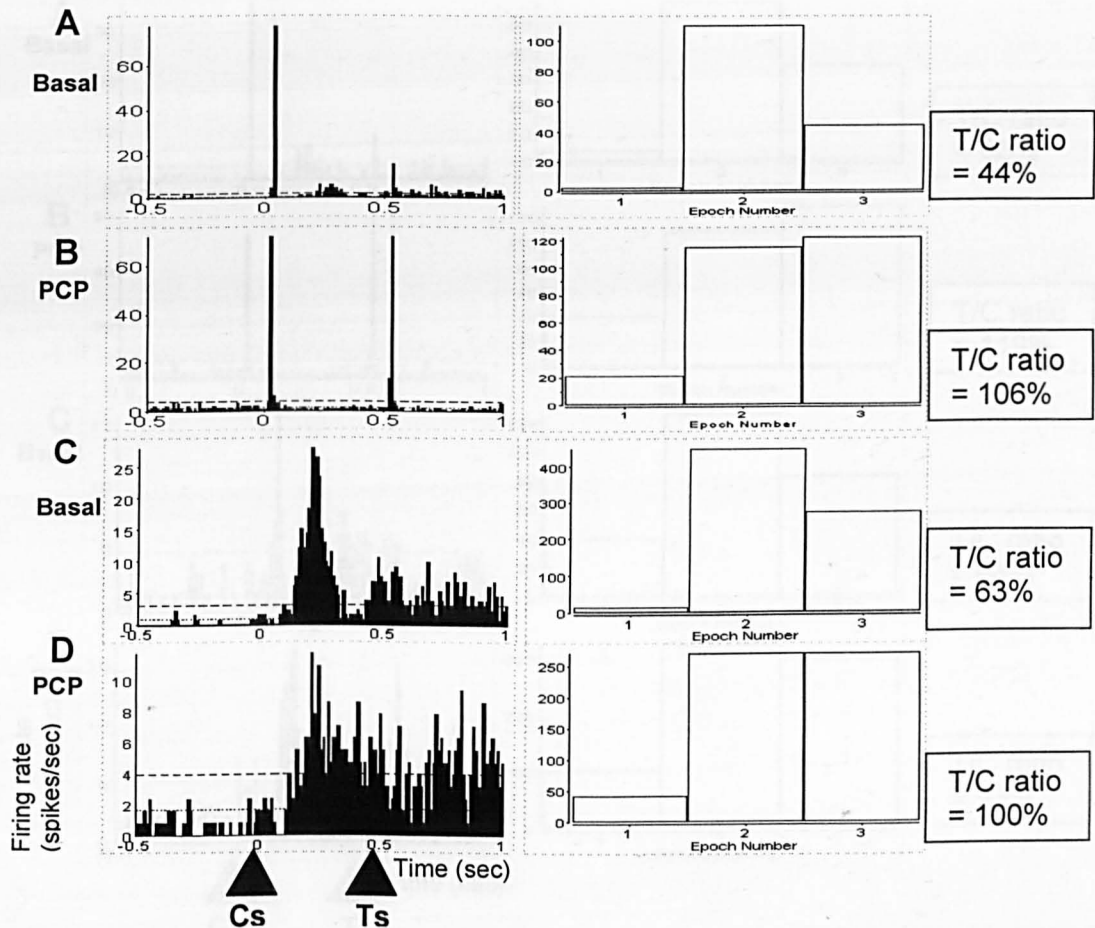 A
Basal
60
40
20
0
-0.5 0 0.5 1
100
80
60
40
20
0
1 2 3
Epoch Number
T/C ratio
= 44%
B
PCP
60
40
20
0
0 0.5
120
100
80
60
40
20
0
1 2 3
Epoch Number
T/C ratio
= 106%
C
Basal
25
20
15
10
5
0
-0.5 0 0.5 1
400
300
200
100
0
1 2 3
Epoch Number
T/C ratio
= 63%
D
PCP
Firing rate
(spikes/sec)
10
8
6
4
2
0
-0.5 0 0.5 1
Time (sec)
250
200
150
100
50
0
1 2 3
Epoch Number
T/C ratio
= 100%
Cs Ts